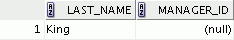 LAST_NAME MANAGER_ID
1 King (null)